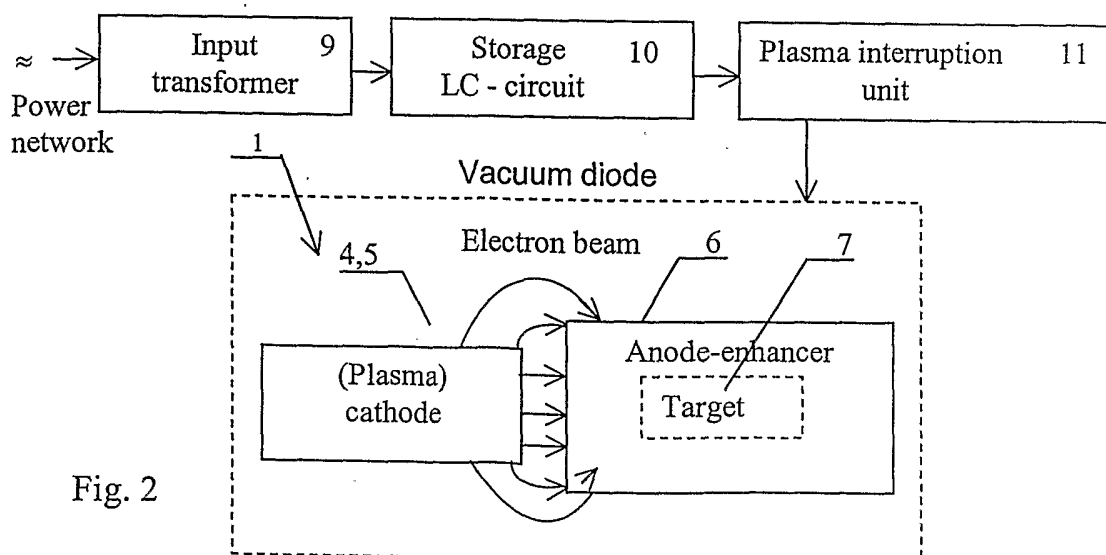 Input 9
transformer
Storage 10
LC - circuit
Plasma interruption 11
unit
≈
Power
network
1
Vacuum diode
Electron beam
4,5
6
7
(Plasma)
cathode
Anode-enhancer
Target
Fig. 2